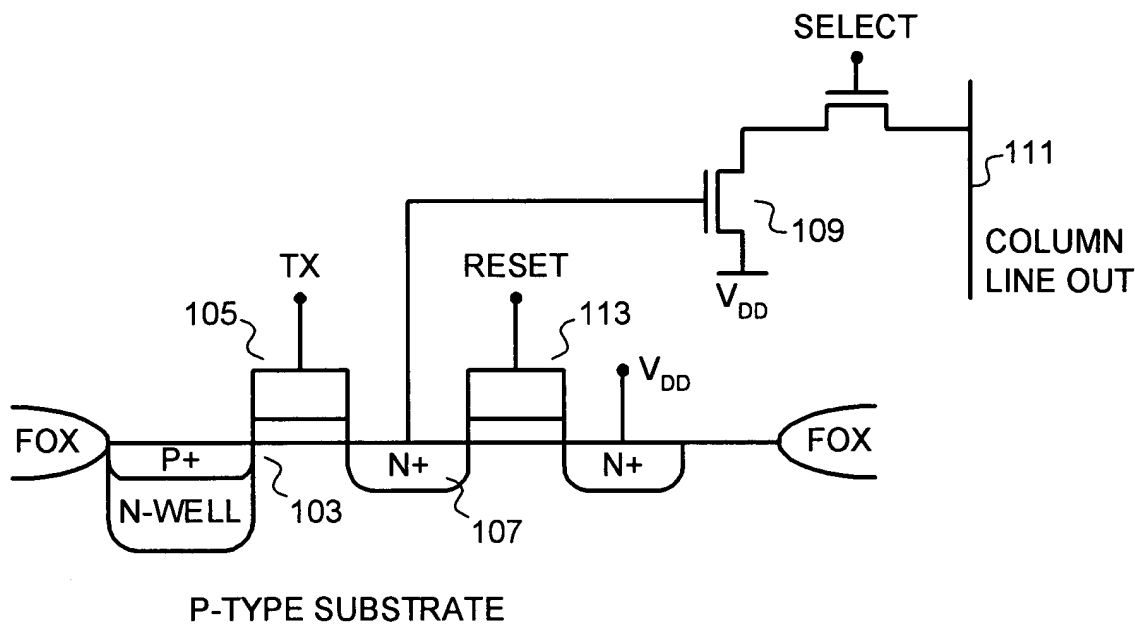 SELECT
111
109
COLUMN
LINE OUT
V_DD
TX
RESET
105
113
V_DD
FOX
P+
N+
N+
FOX
N-WELL
103
107
P-TYPE SUBSTRATE